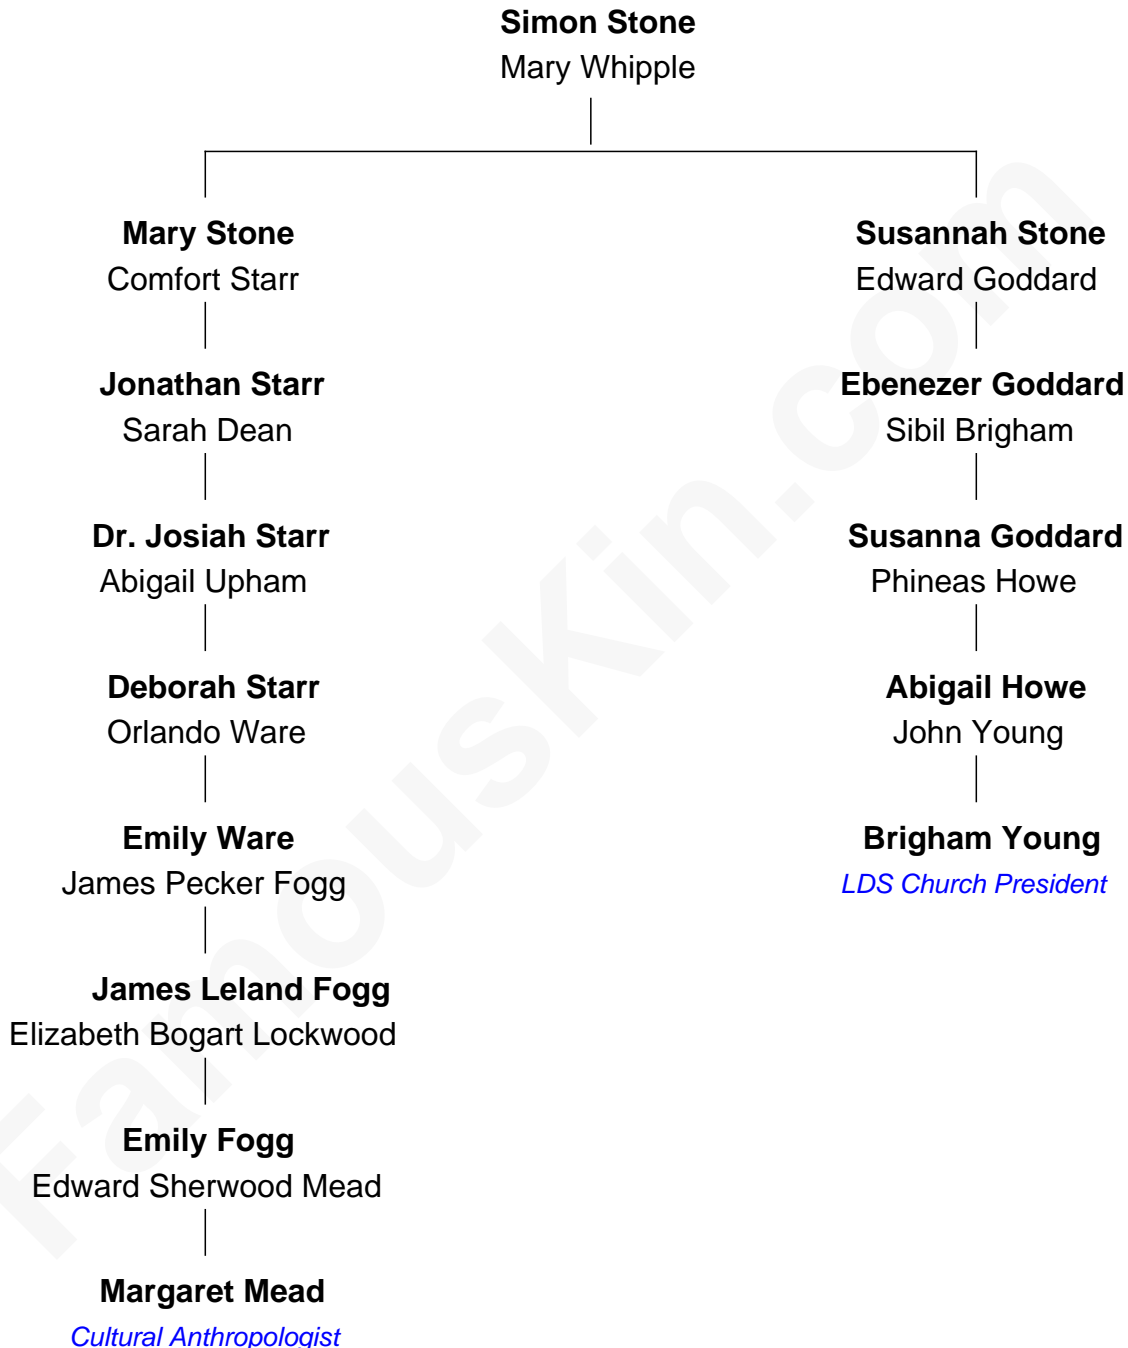 Simon Stone
Mary Whipple
Mary Stone
Comfort Starr
Susannah Stone
Edward Goddard
Jonathan Starr
Sarah Dean
Ebenezer Goddard
Sibil Brigham
Dr. Josiah Starr
Abigail Upham
Susanna Goddard
Phineas Howe
Deborah Starr
Orlando Ware
Abigail Howe
John Young
Emily Ware
James Pecker Fogg
Brigham Young
LDS Church President
James Leland Fogg
Elizabeth Bogart Lockwood
Emily Fogg
Edward Sherwood Mead
Margaret Mead
Cultural Anthropologist
FamousKin.com